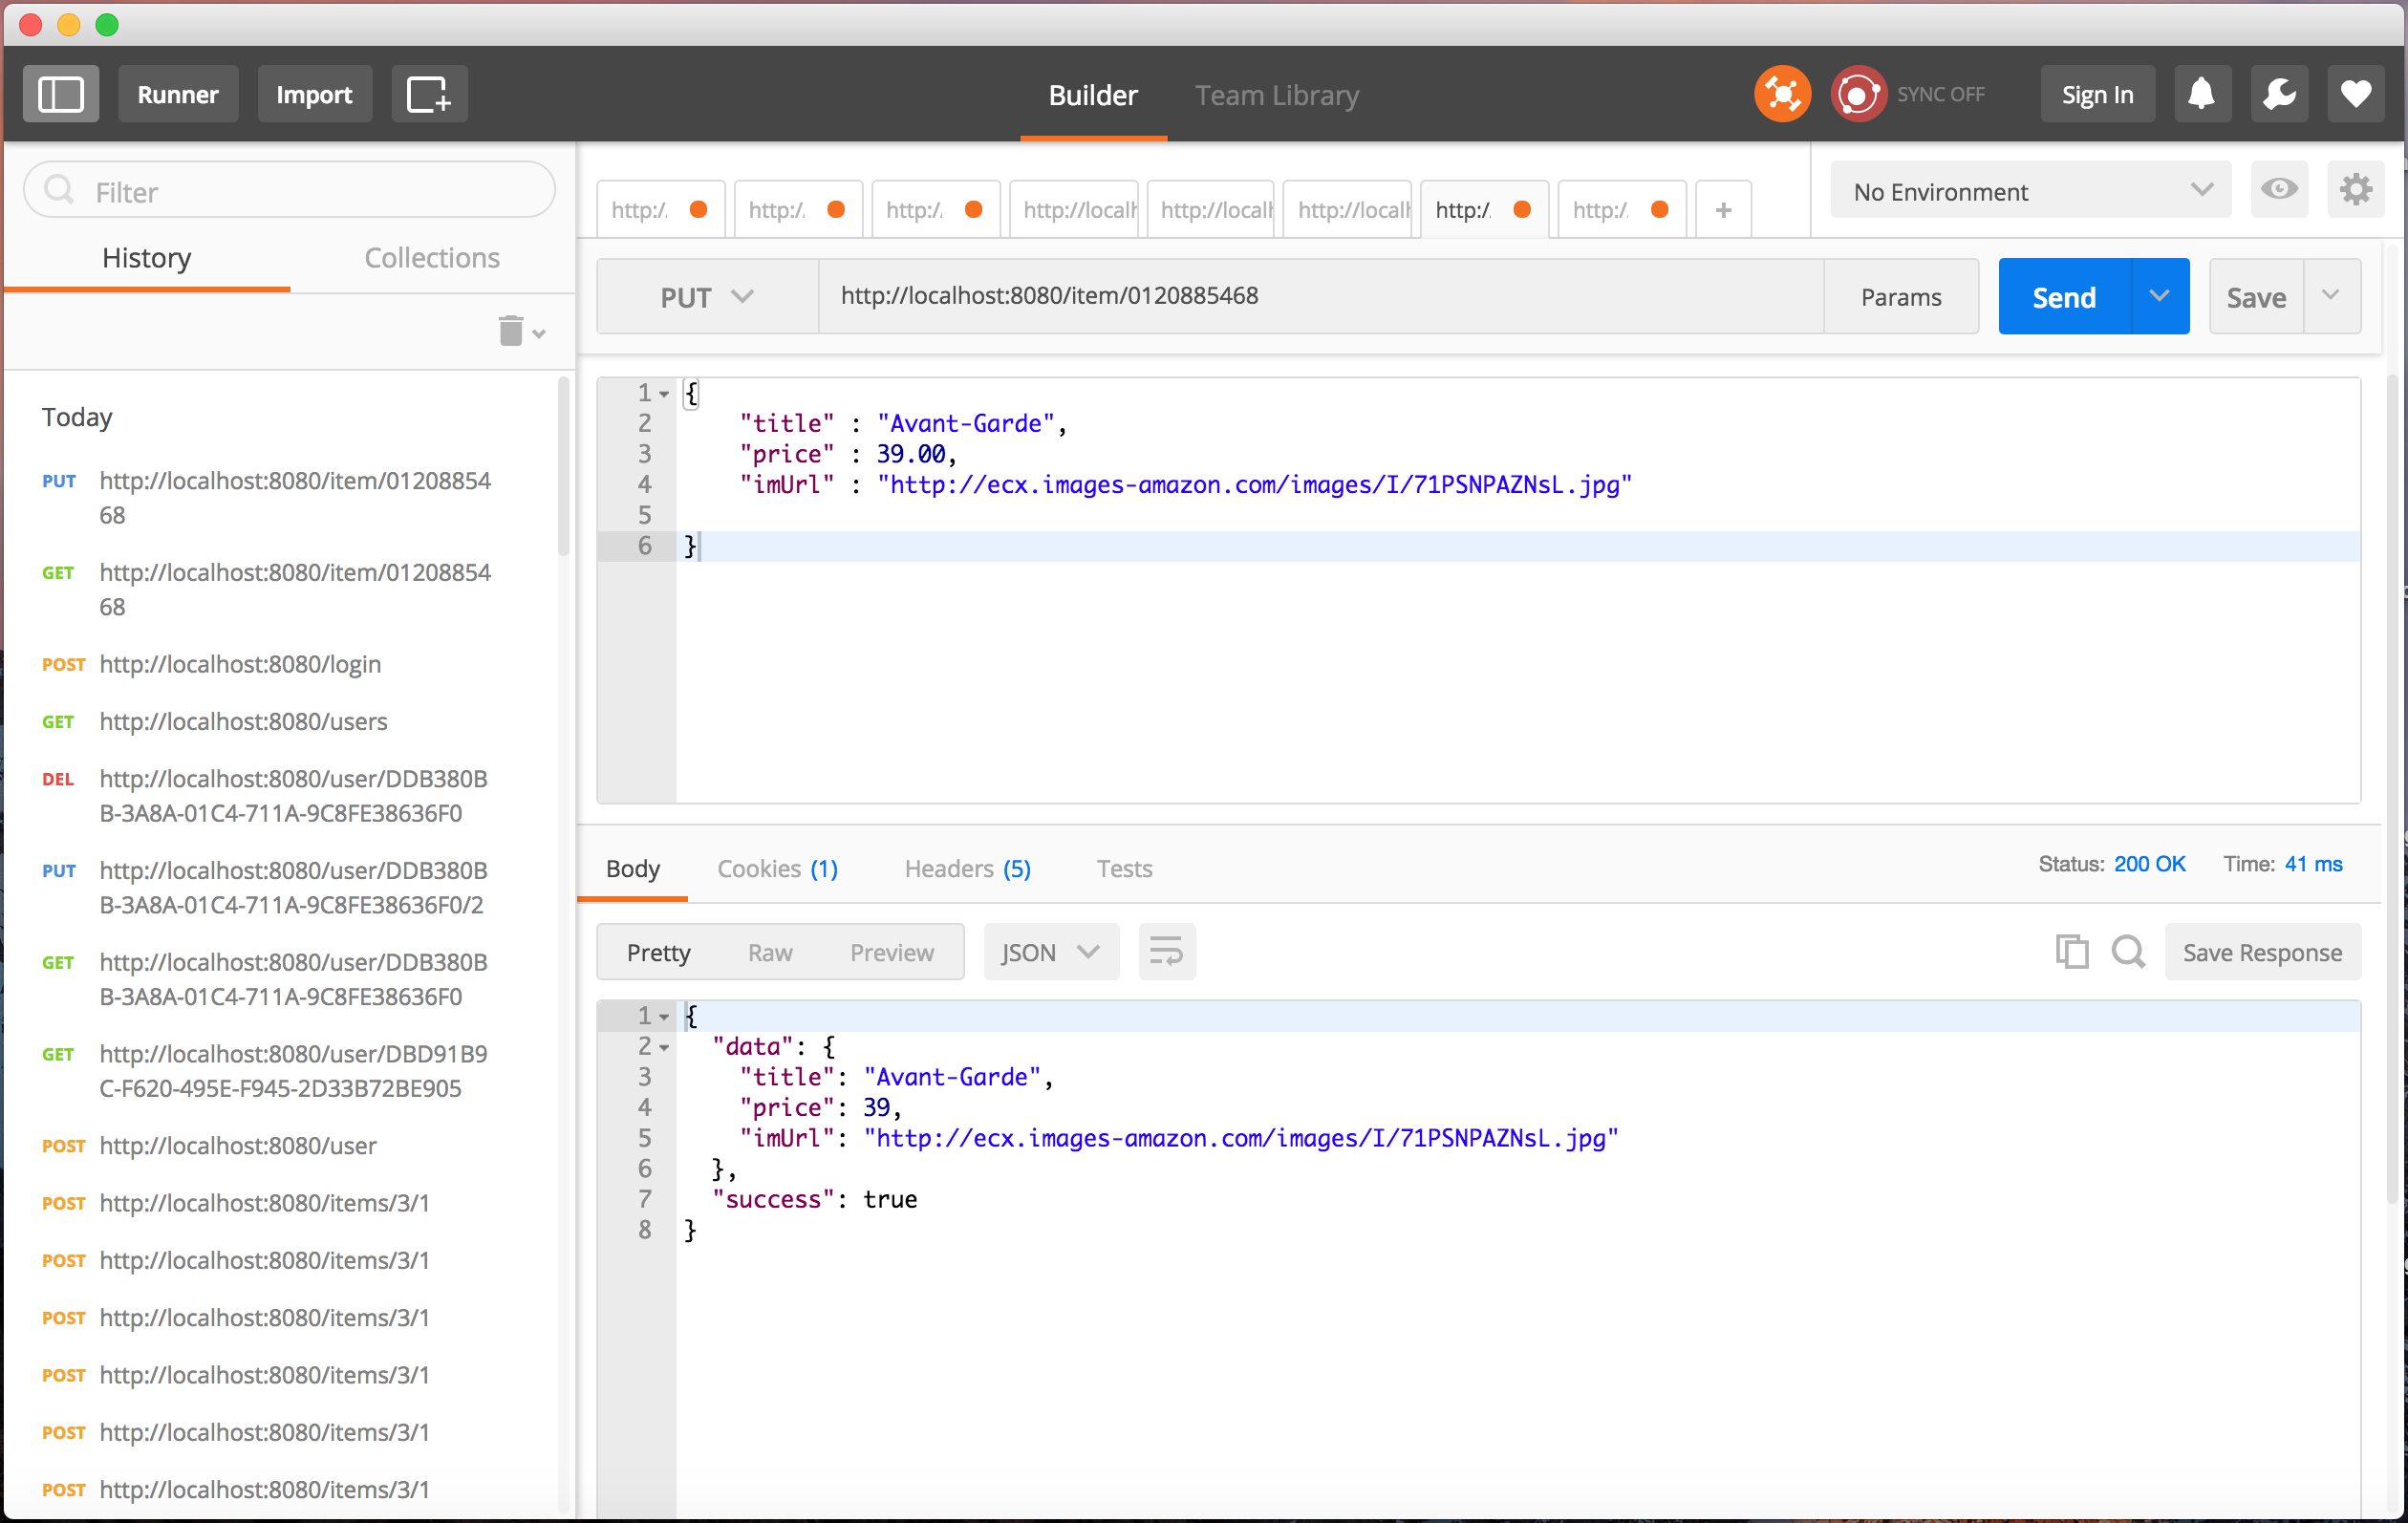 Runner Import Builder Team Library SYNC OFF Sign In
Filter
History Collections
Today
PUT http://localhost:8080/item/01208854
68
GET http://localhost:8080/item/01208854
68
POST http://localhost:8080/login
GET http://localhost:8080/users
DEL http://localhost:8080/user/DDB380B
B-3A8A-01C4-711A-9C8FE38636F0
PUT http://localhost:8080/user/DDB380B
B-3A8A-01C4-711A-9C8FE38636F0/2
GET http://localhost:8080/user/DDB380B
B-3A8A-01C4-711A-9C8FE38636F0
GET http://localhost:8080/user/DBD91B9
C-F620-495E-F945-2D33B72BE905
POST http://localhost:8080/user
POST http://localhost:8080/items/3/1
POST http://localhost:8080/items/3/1
POST http://localhost:8080/items/3/1
POST http://localhost:8080/items/3/1
POST http://localhost:8080/items/3/1
POST http://localhost:8080/items/3/1
http:/. http:/. http:/. http://localh http://localh http://localh http:/. http:/. +
No Environment
PUT http://localhost:8080/item/0120885468 Params Send Save
1 {
2 "title" : "Avant-Garde",
3 "price" : 39.00,
4 "imUrl" : "http://ecx.images-amazon.com/images/I/71PSNPAZNsL.jpg"
5
6 }
Body Cookies (1) Headers (5) Tests Status: 200 OK Time: 41 ms
Pretty Raw Preview JSON Save Response
1 {
2 "data": {
3 "title": "Avant-Garde",
4 "price": 39,
5 "imUrl": "http://ecx.images-amazon.com/images/I/71PSNPAZNsL.jpg"
6 },
7 "success": true
8 }